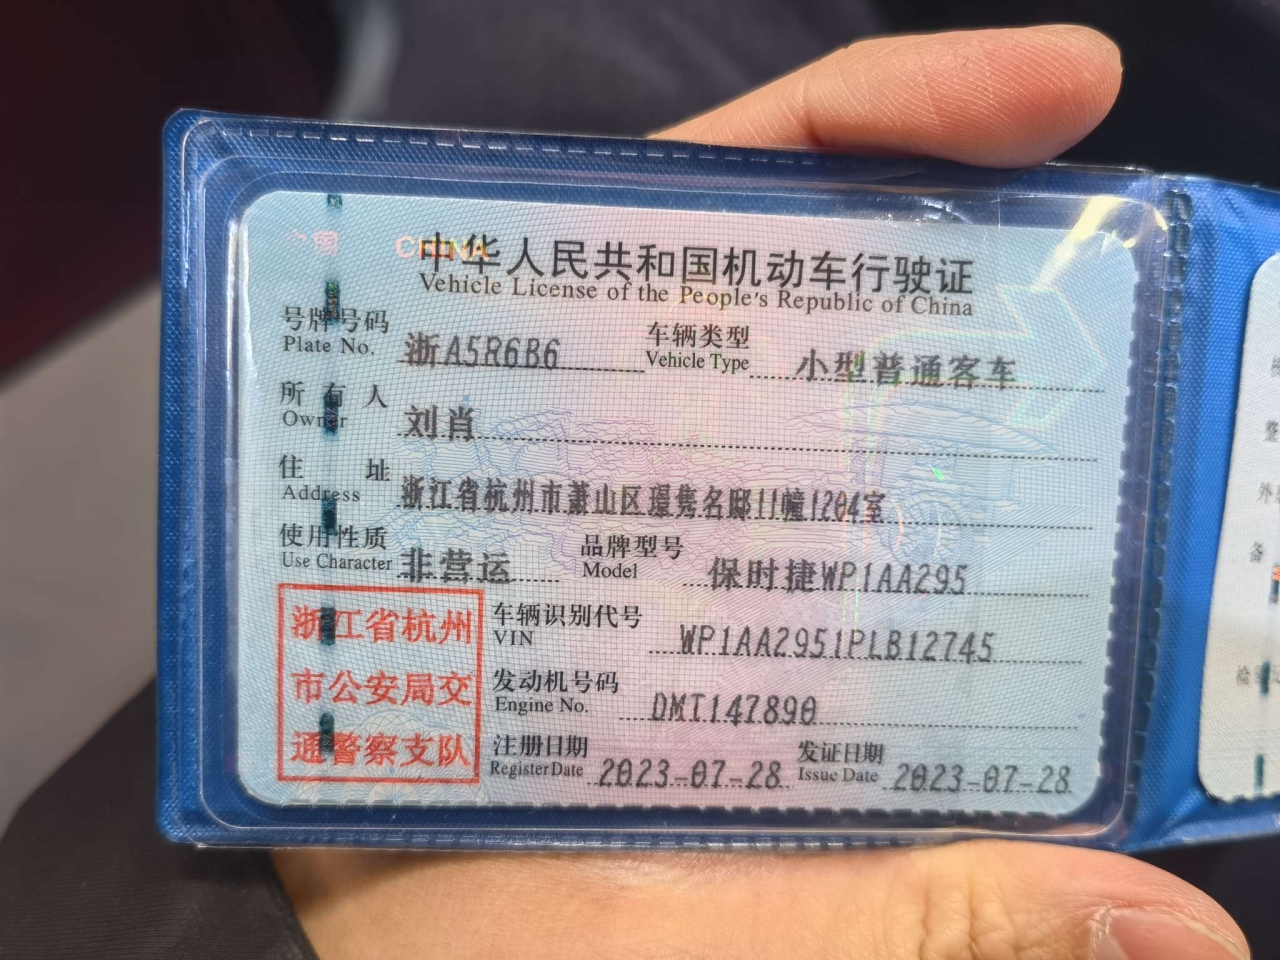 中华人民共和国机动车行驶证
Vehicle License of the People's Republic of China
号牌号码 浙A5R6B6 车辆类型 小型普通客车
Plate No. Vehicle Type
所有人 刘肖
Owner
住址 浙江省杭州市萧山区璟隽名邸11幢1204室
Address
使用性质 非营运 品牌型号 保时捷WP1AA295
Use Character Model
浙江省杭州
市公安局交
通警察支队
车辆识别代号 WP1AA2951PLB12745
VIN
发动机号码 DMT147890
Engine No.
注册日期 2023-07-28 发证日期 2023-07-28
Register Date Issue Date